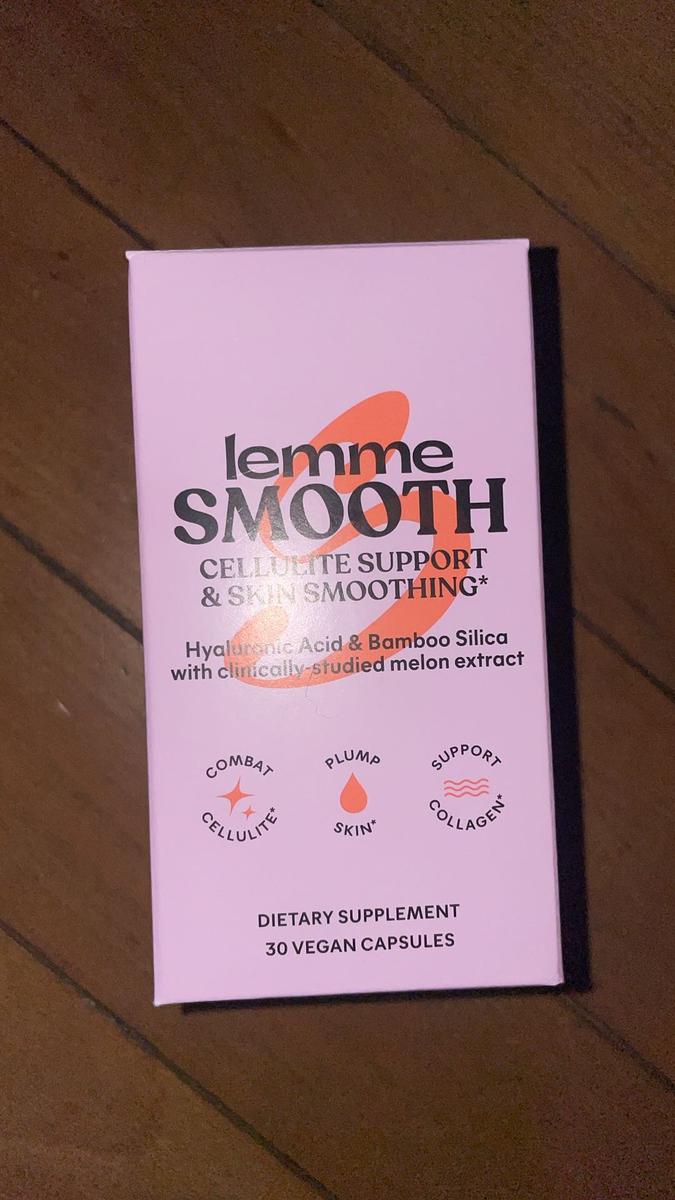 lemme
SMOOTH
CELLULITE SUPPORT
& SKIN SMOOTHING*
Hyaluronic Acid & Bamboo Silica
with clinically-studied melon extract
COMBAT
CELLULITE*
PLUMP
SKIN*
SUPPORT
COLLAGEN*
DIETARY SUPPLEMENT
30 VEGAN CAPSULES